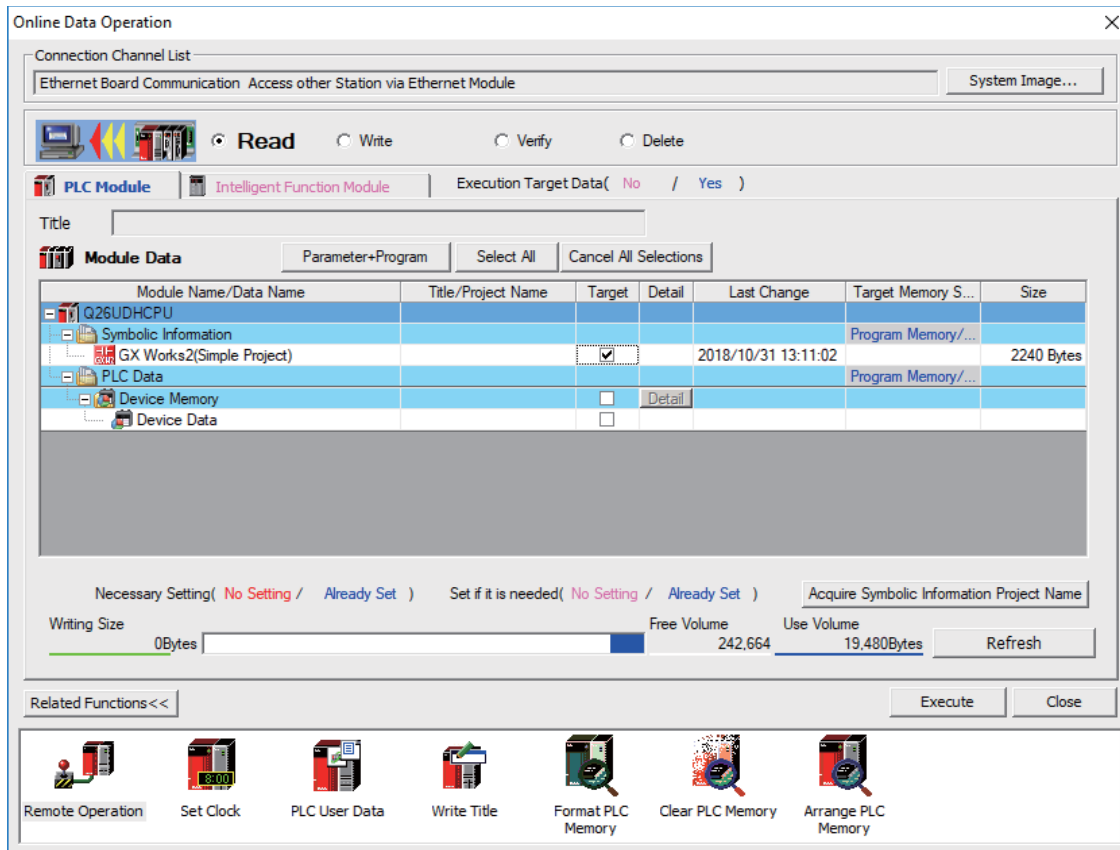 Online Data Operation
Connection Channel List
Ethernet Board Communication Access other Station via Ethernet Module
System Image...
Read Write Verify Delete
PLC Module Intelligent Function Module Execution Target Data( No / Yes )
Title
Module Data Parameter+Program Select All Cancel All Selections
Module Name/Data Name Title/Project Name Target Detail Last Change Target Memory S... Size
Q26UDHCPU
Symbolic Information Program Memory/...
GX Works2(Simple Project) 2018/10/31 13:11:02 2240 Bytes
PLC Data Program Memory/...
Device Memory Detail
Device Data
Necessary Setting( No Setting / Already Set ) Set if it is needed( No Setting / Already Set ) Acquire Symbolic Information Project Name
Writing Size Free Volume Use Volume
0Bytes 242,664 19,480Bytes Refresh
Related Functions<< Execute Close
8:00
Remote Operation Set Clock PLC User Data Write Title Format PLC Memory Clear PLC Memory Arrange PLC Memory